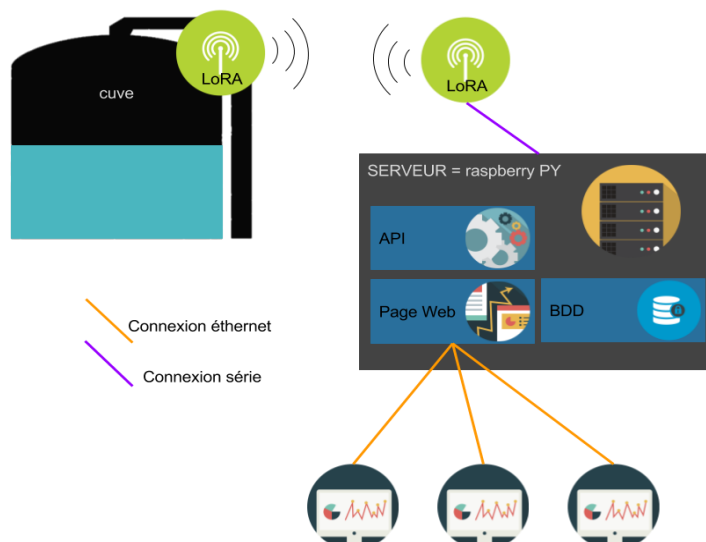 LoRA
LoRA
cuve
SERVEUR = raspberry PY
API
Page Web
BDD
Connexion éthernet
Connexion série